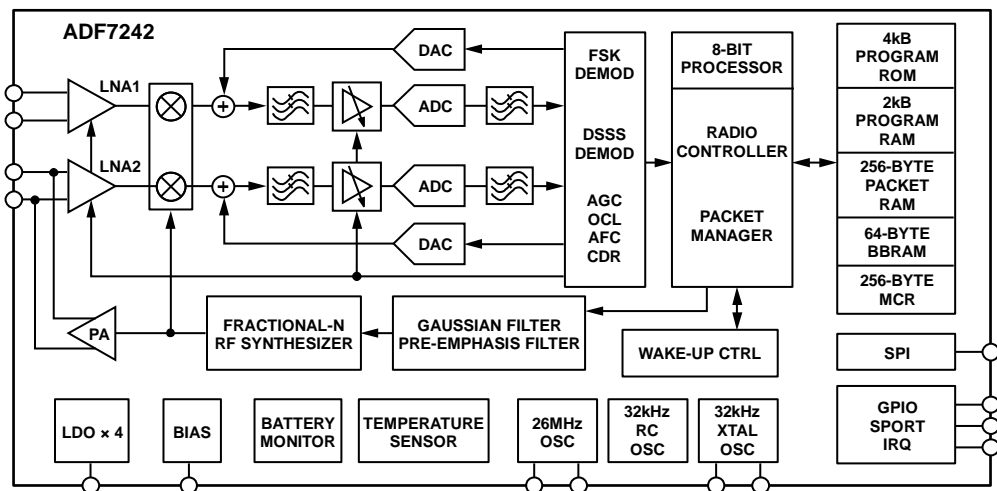 ADF7242
LNA1
LNA2
DAC
ADC
ADC
DAC
FSK
DEMOD
DSSS
DEMOD
AGC
OCL
AFC
CDR
8-BIT
PROCESSOR
RADIO
CONTROLLER
PACKET
MANAGER
4kB
PROGRAM
ROM
2kB
PROGRAM
RAM
256-BYTE
PACKET
RAM
64-BYTE
BBRAM
256-BYTE
MCR
PA
FRACTIONAL-N
RF SYNTHESIZER
GAUSSIAN FILTER
PRE-EMPHASIS FILTER
WAKE-UP CTRL
SPI
LDO × 4
BIAS
BATTERY
MONITOR
TEMPERATURE
SENSOR
26MHz
OSC
32kHz
RC
OSC
32kHz
XTAL
OSC
GPIO
SPORT
IRQ